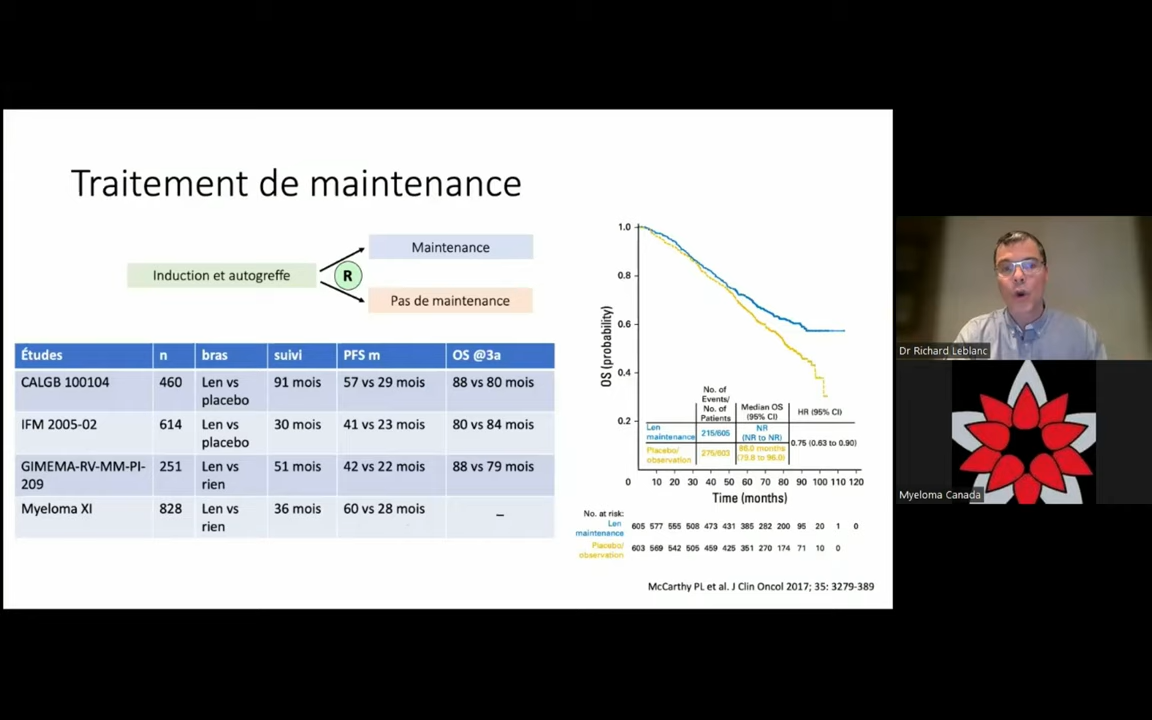 Traitement de maintenance
Induction et autogreffe
R
Maintenance
Pas de maintenance
Études n bras suivi PFS m OS @3a
CALGB 100104 460 Len vs placebo 91 mois 57 vs 29 mois 88 vs 80 mois
IFM 2005-02 614 Len vs placebo 30 mois 41 vs 23 mois 80 vs 84 mois
GIMEMA-RV-MM-PI-209 251 Len vs rien 51 mois 42 vs 22 mois 88 vs 79 mois
Myeloma XI 828 Len vs rien 36 mois 60 vs 28 mois –
OS (probability)
1.0
0.8
0.6
0.4
0.2
No. of Events/ No. of Patients
Median OS (95% CI)
HR (95% CI)
Len maintenance 215/605 NR (NR to NR)
0.75 (0.63 to 0.90)
Placebo/ observation 275/603 86.0 months (79.8 to 96.0)
0 10 20 30 40 50 60 70 80 90 100 110 120
Time (months)
No. at risk:
Len maintenance 605 577 555 508 473 431 385 282 200 95 20 1 0
Placebo/ observation 603 569 542 505 459 425 351 270 174 71 10 0
McCarthy PL et al. J Clin Oncol 2017; 35: 3279-389
Dr Richard Leblanc
Myeloma Canada